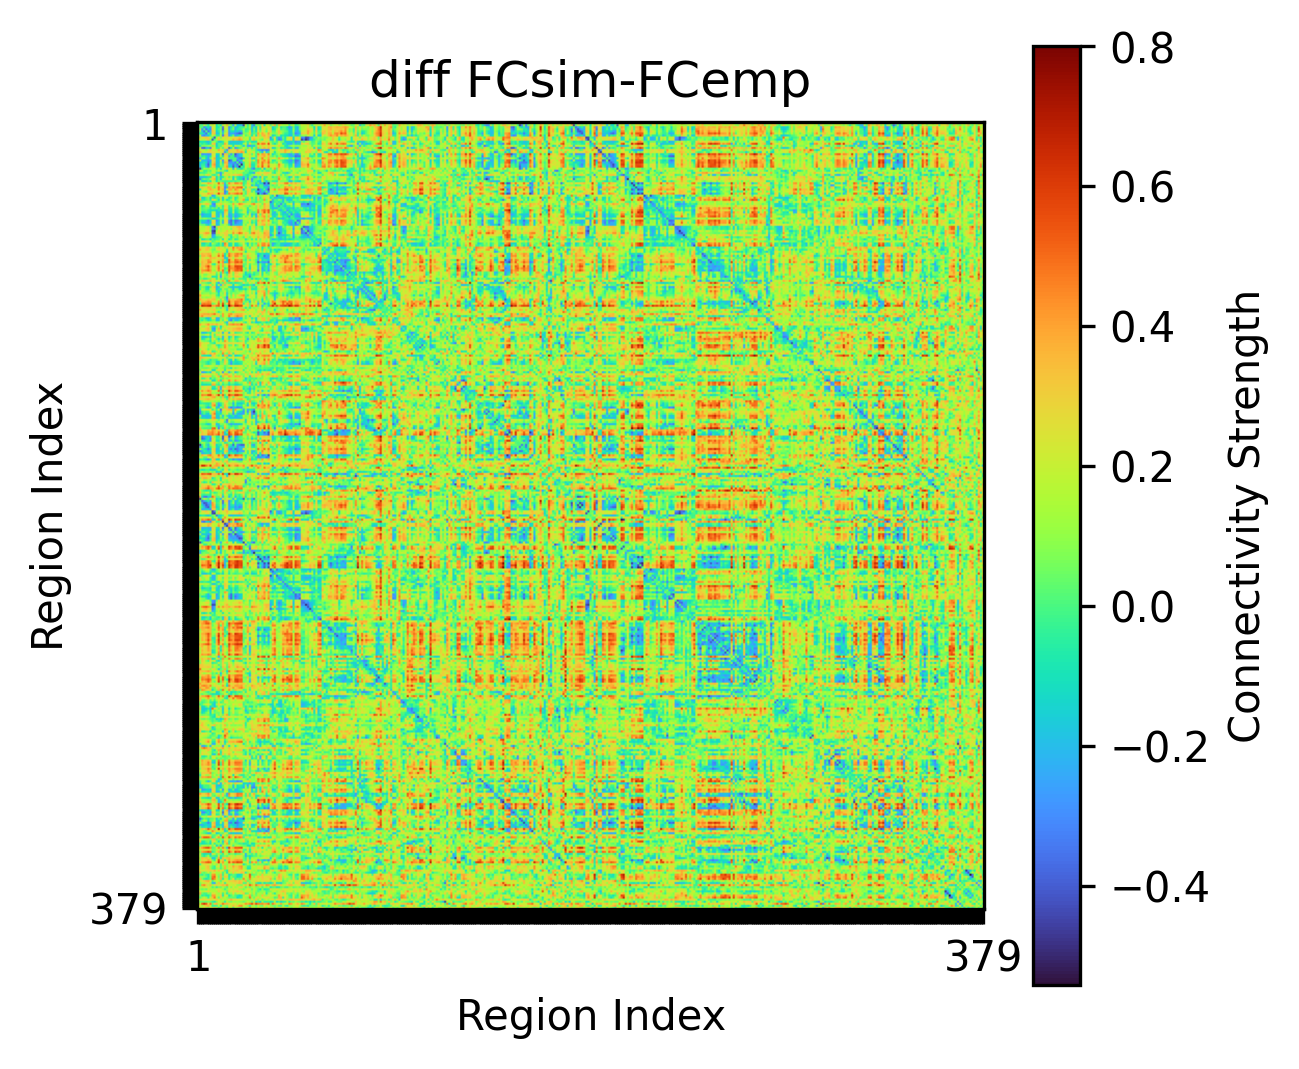 diff FCsim-FCemp
1
379
Region Index
1
379
Region Index
0.8
0.6
0.4
0.2
0.0
−0.2
−0.4
Connectivity Strength